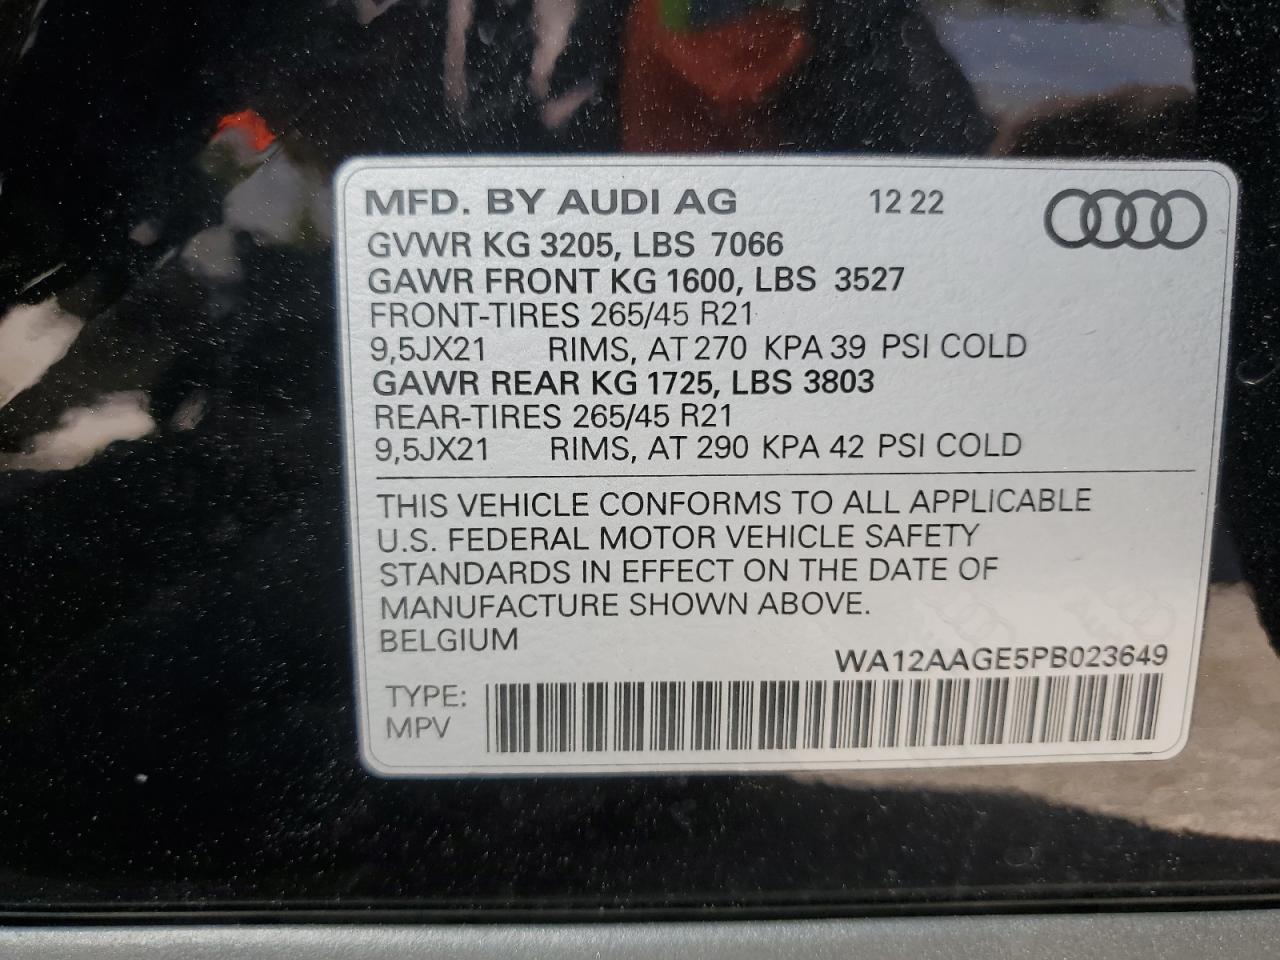 MFD. BY AUDI AG 12 22
GVWR KG 3205, LBS 7066
GAWR FRONT KG 1600, LBS 3527
FRONT-TIRES 265/45 R21
9,5JX21 RIMS, AT 270 KPA 39 PSI COLD
GAWR REAR KG 1725, LBS 3803
REAR-TIRES 265/45 R21
9,5JX21 RIMS, AT 290 KPA 42 PSI COLD
THIS VEHICLE CONFORMS TO ALL APPLICABLE
U.S. FEDERAL MOTOR VEHICLE SAFETY
STANDARDS IN EFFECT ON THE DATE OF
MANUFACTURE SHOWN ABOVE.
BELGIUM
WA12AAGE5PB023649
TYPE:
MPV